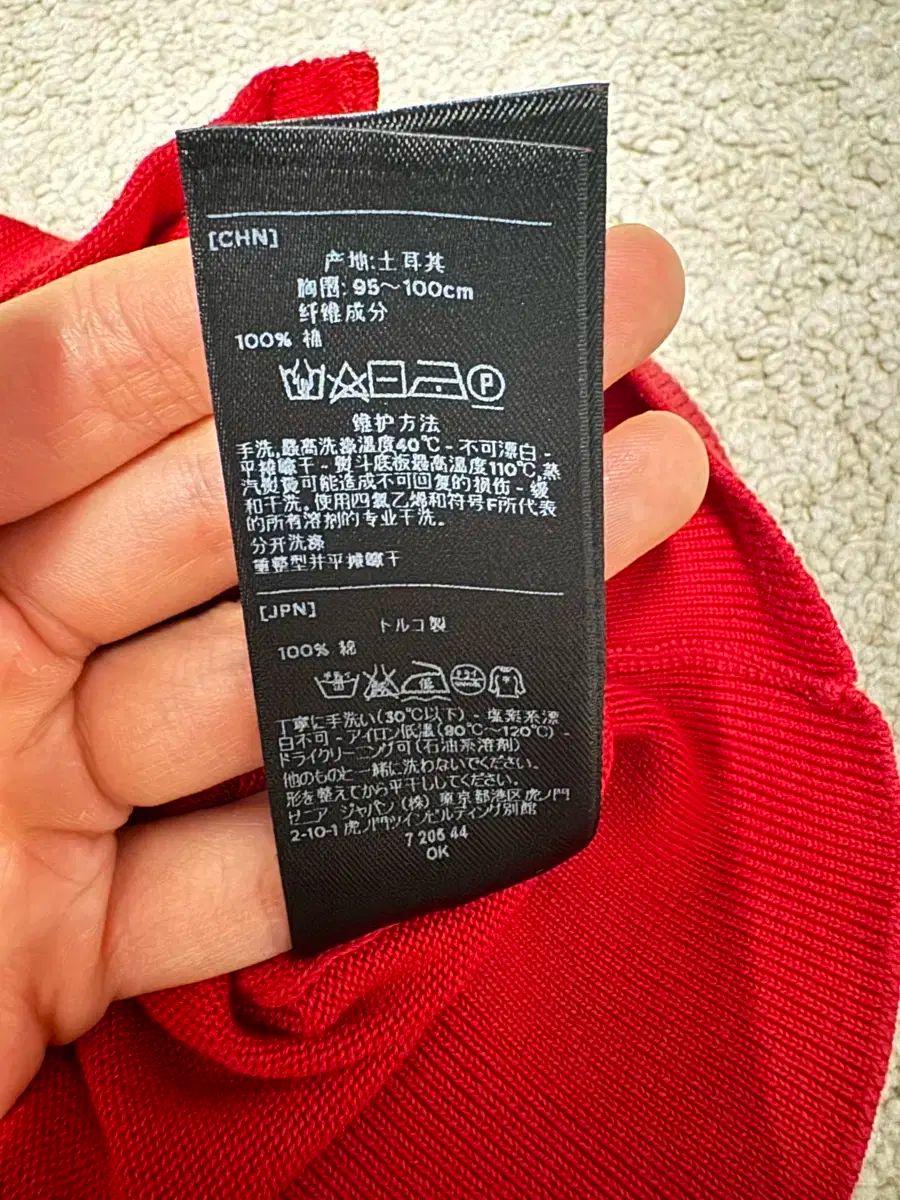 [CHN]
产地:土耳其
胸围: 95～100cm
纤维成分
100% 棉
P
维护方法
手洗,最高洗涤温度40℃ - 不可漂白 -
平摊晾干 - 熨斗底板最高温度110℃,蒸
汽熨烫可能造成不可回复的损伤 - 缓
和干洗。使用四氯乙烯和符号F所代表
的所有溶剂的专业干洗。
分开洗涤
重整型并平摊晾干
[JPN]
トルコ製
100% 綿
低
丁寧に手洗い(30℃以下) - 塩素系漂
白不可 - アイロン低温(80℃～120℃) -
ドライクリーニング可(石油系溶剤)
他のものと一緒に洗わないでください。
形を整えてから平干ししてください。
ゼニア ジャパン(株) 東京都港区虎ノ門
2-10-1 虎ノ門ツインビルディング別館
7 206 44
OK